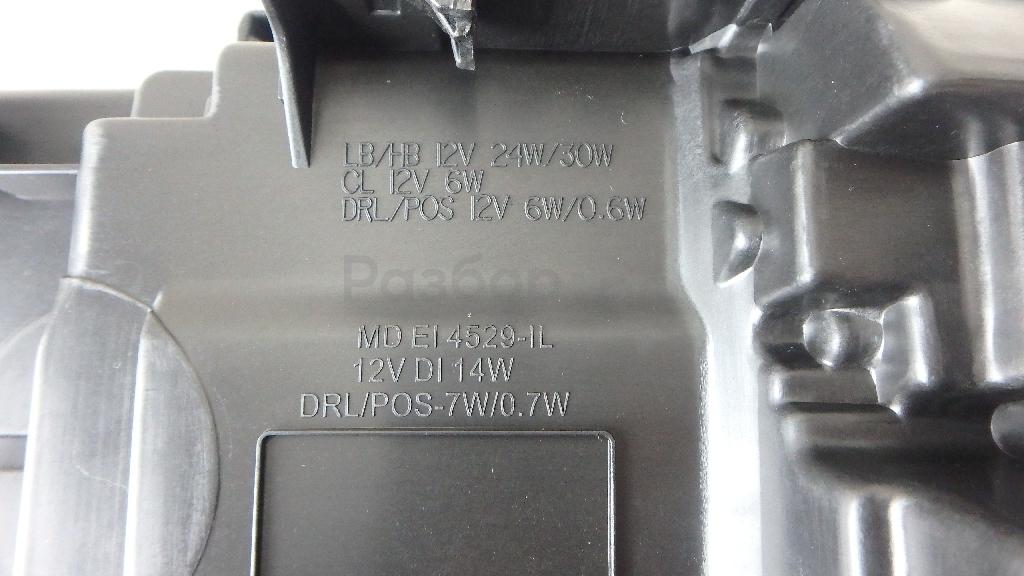 LB/HB 12V 24W/30W
CL 12V 6W
DRL/POS 12V 6W/0.6W
Разбор
MD EI 4529-IL
12V DI 14W
DRL/POS-7W/0.7W